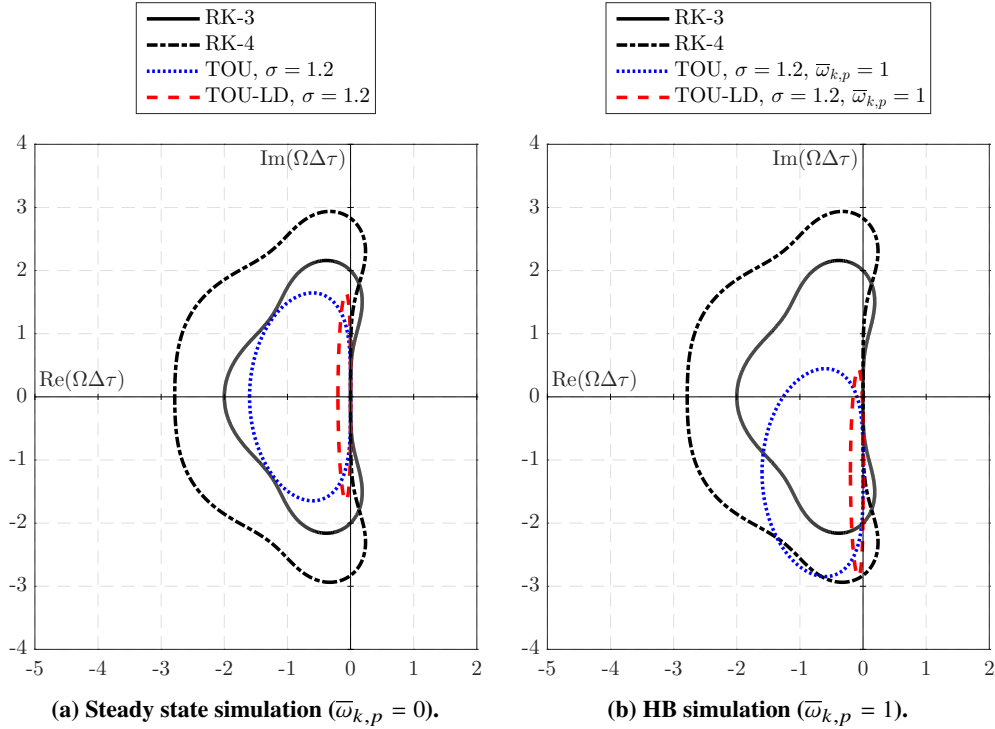 RK-3
RK-4
TOU, σ = 1.2
TOU-LD, σ = 1.2
4
3
2
1
0
-1
-2
-3
-4
-5
-4
-3
-2
-1
0
1
2
Im(ΩΔτ)
Re(ΩΔτ)
(a) Steady state simulation (ω̅k,p = 0).
RK-3
RK-4
TOU, σ = 1.2, ω̅k,p = 1
TOU-LD, σ = 1.2, ω̅k,p = 1
4
3
2
1
0
-1
-2
-3
-4
-5
-4
-3
-2
-1
0
1
2
Im(ΩΔτ)
Re(ΩΔτ)
(b) HB simulation (ω̅k,p = 1).